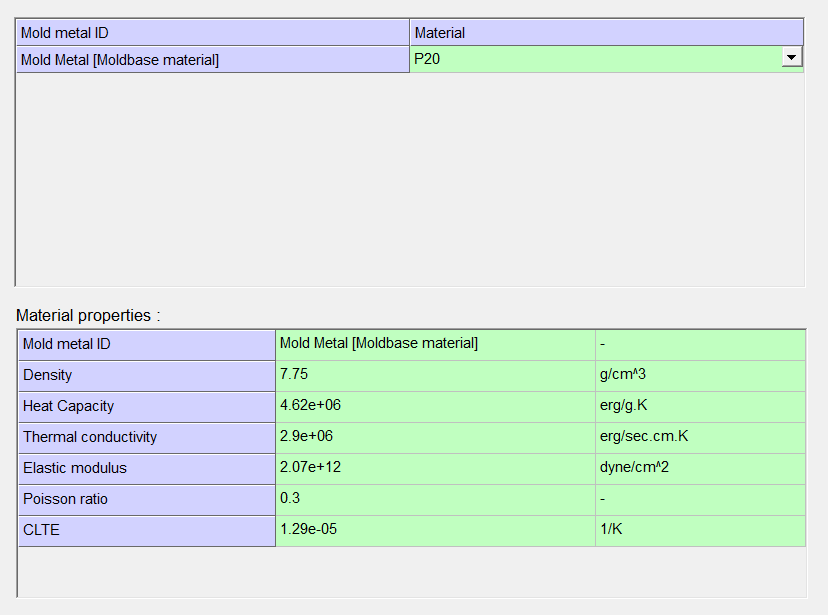 Mold metal ID Material
Mold Metal [Moldbase material] P20
Material properties :
Mold metal ID Mold Metal [Moldbase material] -
Density 7.75 g/cm^3
Heat Capacity 4.62e+06 erg/g.K
Thermal conductivity 2.9e+06 erg/sec.cm.K
Elastic modulus 2.07e+12 dyne/cm^2
Poisson ratio 0.3 -
CLTE 1.29e-05 1/K